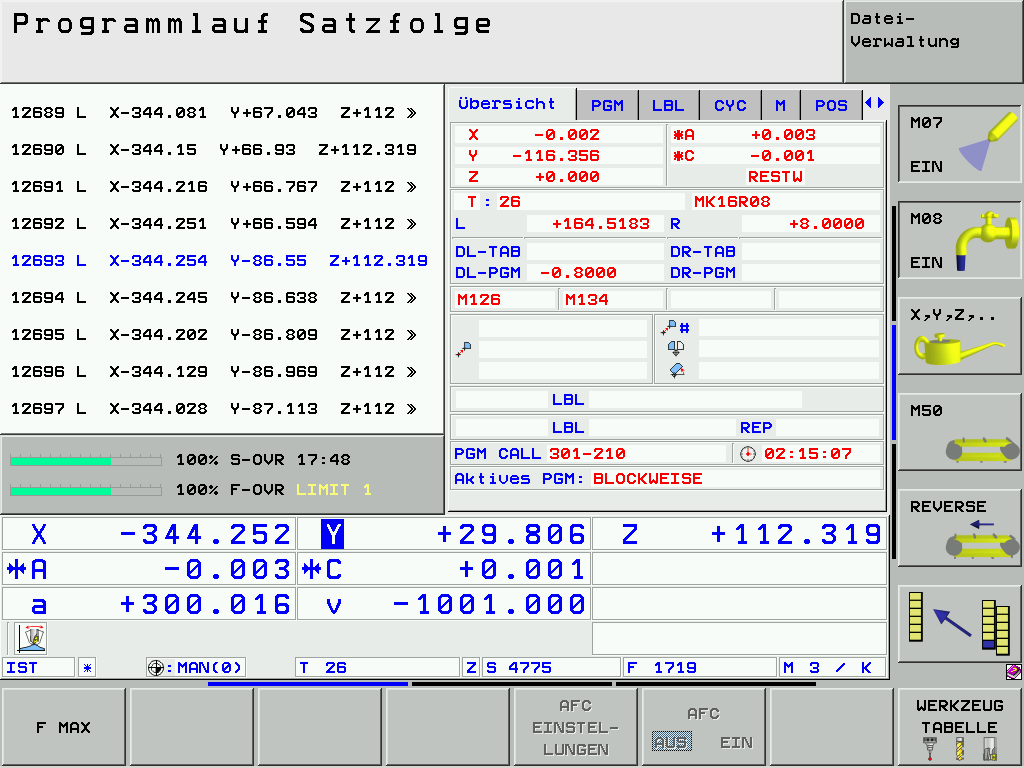 Programmlauf Satzfolge
Datei-
Verwaltung
12689 L X-344.081 Y+67.043 Z+112 »
12690 L X-344.15 Y+66.93 Z+112.319
12691 L X-344.216 Y+66.767 Z+112 »
12692 L X-344.251 Y+66.594 Z+112 »
12693 L X-344.254 Y-86.55 Z+112.319
12694 L X-344.245 Y-86.638 Z+112 »
12695 L X-344.202 Y-86.809 Z+112 »
12696 L X-344.129 Y-86.969 Z+112 »
12697 L X-344.028 Y-87.113 Z+112 »
100% S-OVR 17:48
100% F-OVR LIMIT 1
Übersicht PGM LBL CYC M POS
X -0.002 *A +0.003
Y -116.356 *C -0.001
Z +0.000 RESTW
T : 26 MK16R08
L +164.5183 R +8.0000
DL-TAB DR-TAB
DL-PGM -0.8000 DR-PGM
M126 M134
#
LBL
LBL REP
PGM CALL 301-210 02:15:07
Aktives PGM: BLOCKWEISE
X -344.252 Y +29.806 Z +112.319
*A -0.003 *C +0.001
a +300.016 v -1001.000
IST * :MAN(0) T 26 Z S 4775 F 1719 M 3 / K
M07
EIN
M08
EIN
X,Y,Z,..
M50
REVERSE
F MAX
AFC
EINSTEL-
LUNGEN
AFC
AUS EIN
WERKZEUG
TABELLE